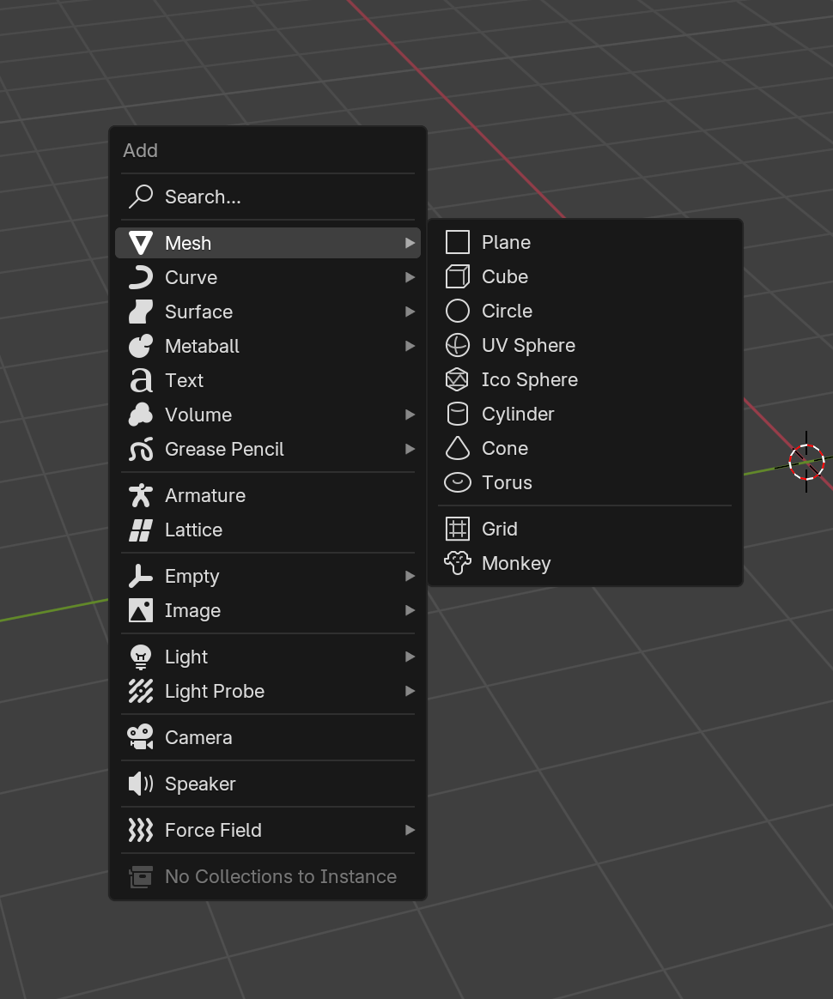 Add
Search...
Mesh
Curve
Surface
Metaball
Text
Volume
Grease Pencil
Armature
Lattice
Empty
Image
Light
Light Probe
Camera
Speaker
Force Field
No Collections to Instance
Plane
Cube
Circle
UV Sphere
Ico Sphere
Cylinder
Cone
Torus
Grid
Monkey